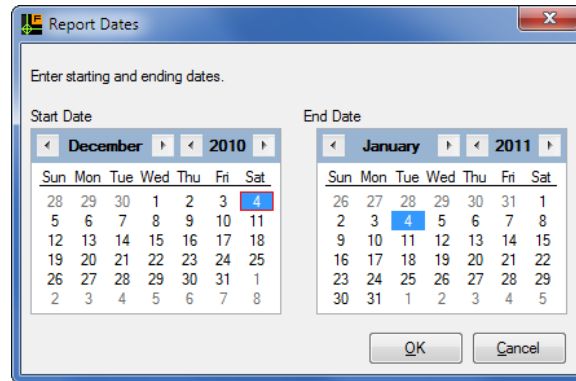 Report Dates
Enter starting and ending dates.
Start Date
December 2010
Sun Mon Tue Wed Thu Fri Sat
28 29 30 1 2 3 4
5 6 7 8 9 10 11
12 13 14 15 16 17 18
19 20 21 22 23 24 25
26 27 28 29 30 31 1
2 3 4 5 6 7 8
End Date
January 2011
Sun Mon Tue Wed Thu Fri Sat
26 27 28 29 30 31 1
2 3 4 5 6 7 8
9 10 11 12 13 14 15
16 17 18 19 20 21 22
23 24 25 26 27 28 29
30 31 1 2 3 4 5
OK Cancel